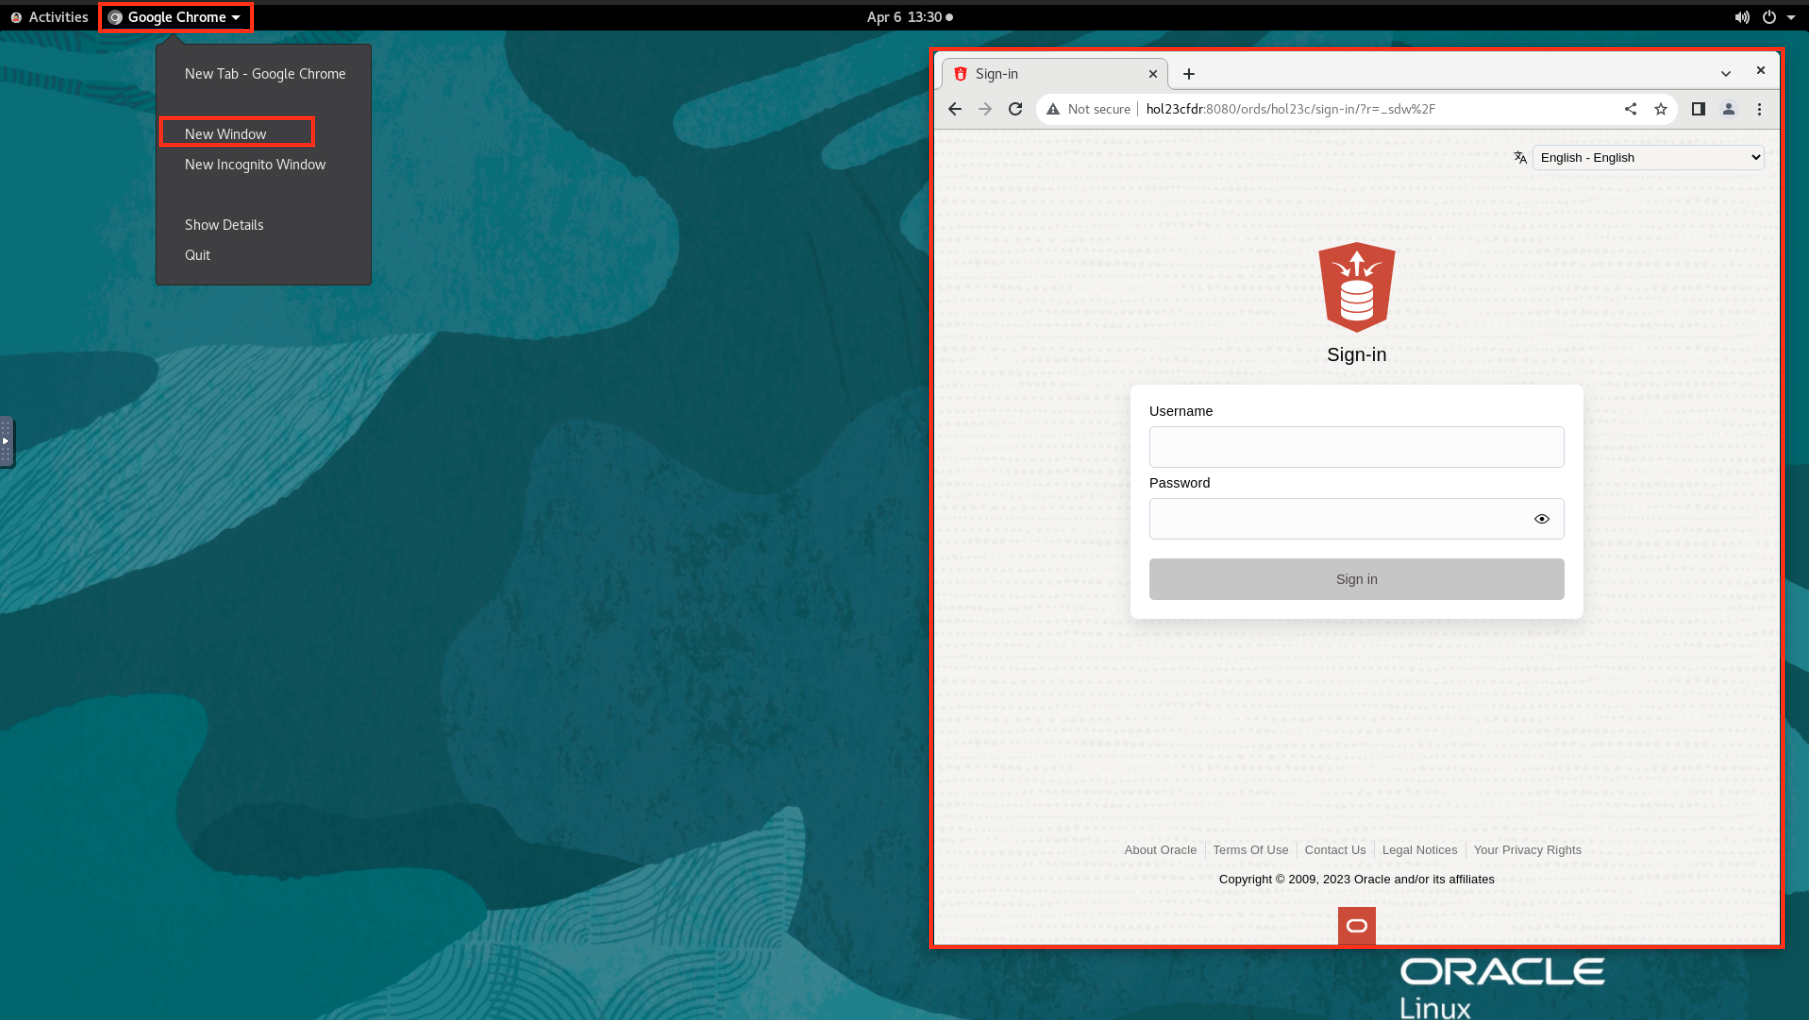 Activities Google Chrome Apr 6 13:30
New Tab - Google Chrome
New Window
New Incognito Window
Show Details
Quit
Sign-in
Not secure hol23cfdr:8080/ords/hol23c/sign-in/?r=_sdw%2F
English - English
Sign-in
Username
Password
Sign in
About Oracle Terms Of Use Contact Us Legal Notices Your Privacy Rights
Copyright © 2009, 2023 Oracle and/or its affiliates
ORACLE
Linux